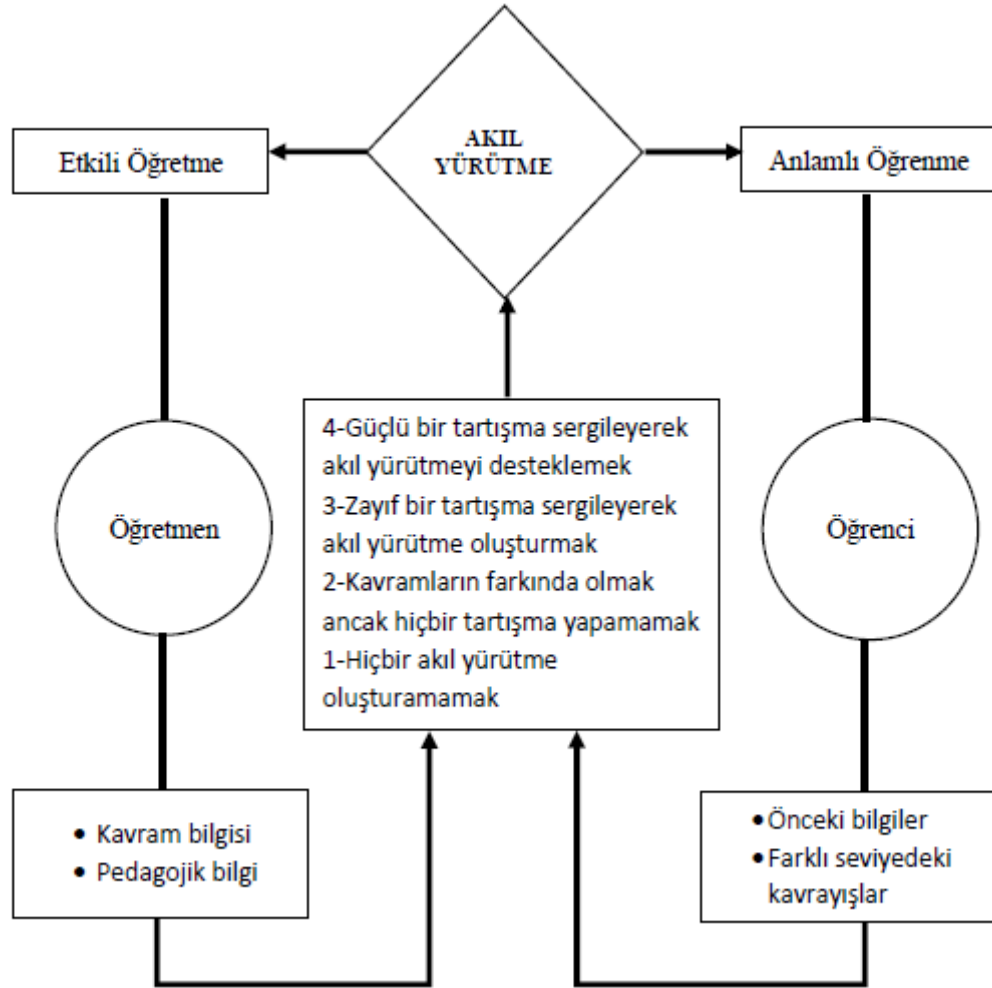 AKIL
YÜRÜTME
Etkili Öğretme
Anlamlı Öğrenme
4-Güçlü bir tartışma sergileyerek
akıl yürütmeyi desteklemek
3-Zayıf bir tartışma sergileyerek
akıl yürütme oluşturmak
2-Kavramların farkında olmak
ancak hiçbir tartışma yapamamak
1-Hiçbir akıl yürütme
oluşturamamak
Öğretmen
Öğrenci
• Kavram bilgisi
• Pedagojik bilgi
• Önceki bilgiler
• Farklı seviyedeki
kavrayışlar